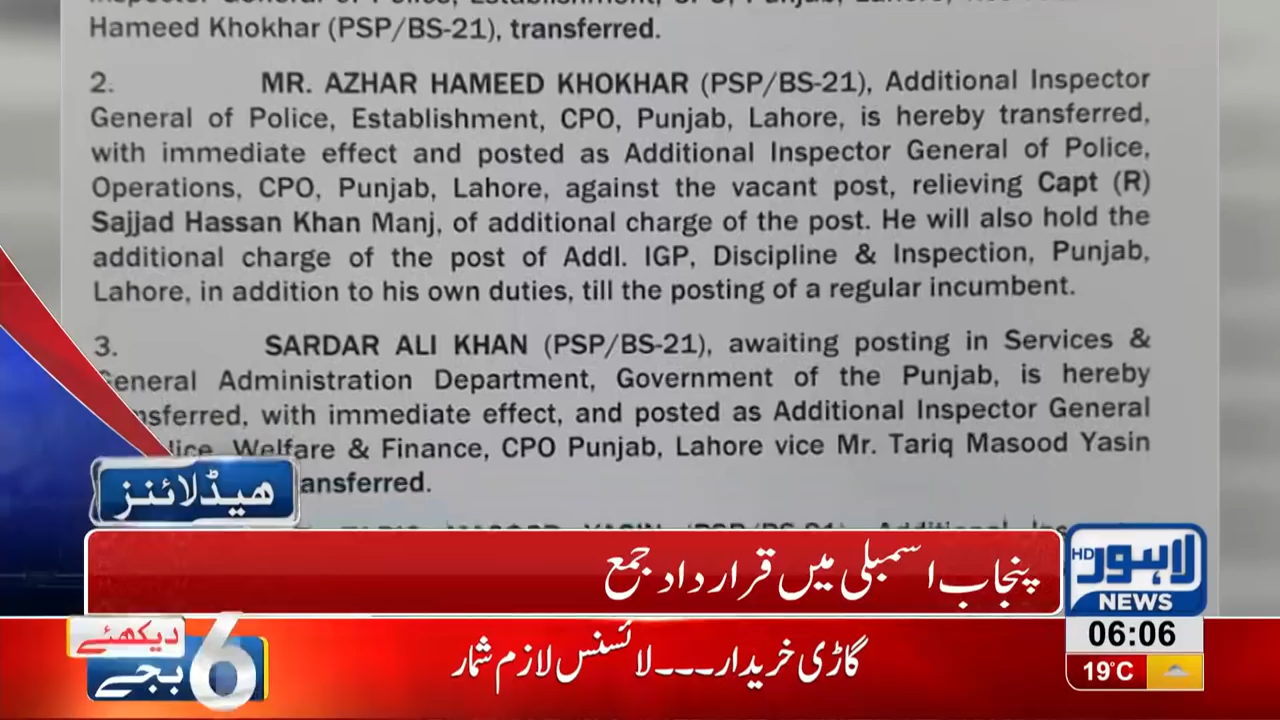 Hameed Khokhar (PSP/BS-21), transferred.
2. MR. AZHAR HAMEED KHOKHAR (PSP/BS-21), Additional Inspector
General of Police, Establishment, CPO, Punjab, Lahore, is hereby transferred,
with immediate effect and posted as Additional Inspector General of Police,
Operations, CPO, Punjab, Lahore, against the vacant post, relieving Capt (R)
Sajjad Hassan Khan Manj, of additional charge of the post. He will also hold the
additional charge of the post of Addl. IGP, Discipline & Inspection, Punjab,
Lahore, in addition to his own duties, till the posting of a regular incumbent.
3. SARDAR ALI KHAN (PSP/BS-21), awaiting posting in Services &
General Administration Department, Government of the Punjab, is hereby
nsferred, with immediate effect, and posted as Additional Inspector General
lice, Welfare & Finance, CPO Punjab, Lahore vice Mr. Tariq Masood Yasin
ansferred.
ہیڈلائنز
پنجاب اسمبلی میں قرارداد جمع
HD لاہور
NEWS
06:06
19°C
گاڑی خریدار۔۔۔لائسنس لازم شمار
دیکھئے
6 بجے